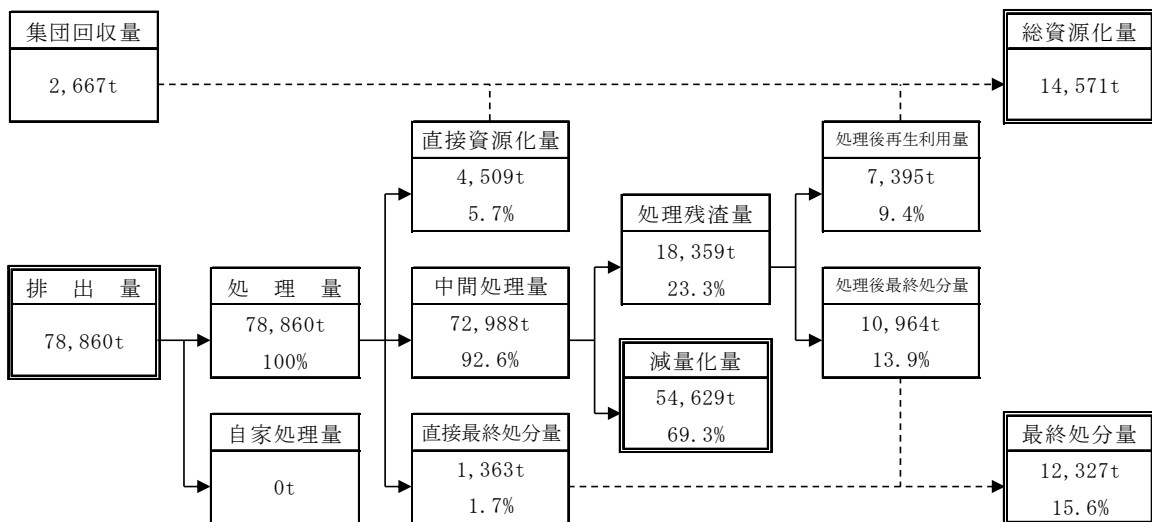 集団回収量
2,667t
総資源化量
14,571t
直接資源化量
4,509t
5.7%
処理後再生利用量
7,395t
9.4%
処理残渣量
18,359t
23.3%
排出量
78,860t
処理量
78,860t
100%
中間処理量
72,988t
92.6%
処理後最終処分量
10,964t
13.9%
減量化量
54,629t
69.3%
自家処理量
0t
直接最終処分量
1,363t
1.7%
最終処分量
12,327t
15.6%